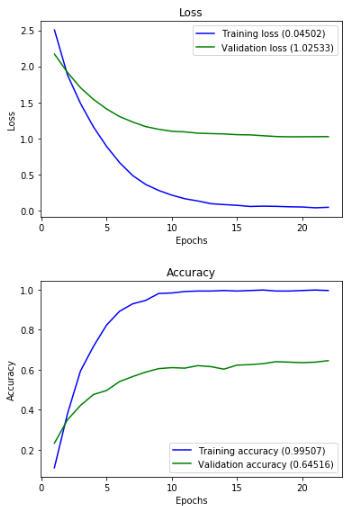 Loss
2.5
2.0
1.5
1.0
0.5
0.0
Loss
Training loss (0.04502)
Validation loss (1.02533)
0 5 10 15 20
Epochs
Accuracy
1.0
0.8
0.6
0.4
0.2
Accuracy
Training accuracy (0.99507)
Validation accuracy (0.64516)
0 5 10 15 20
Epochs